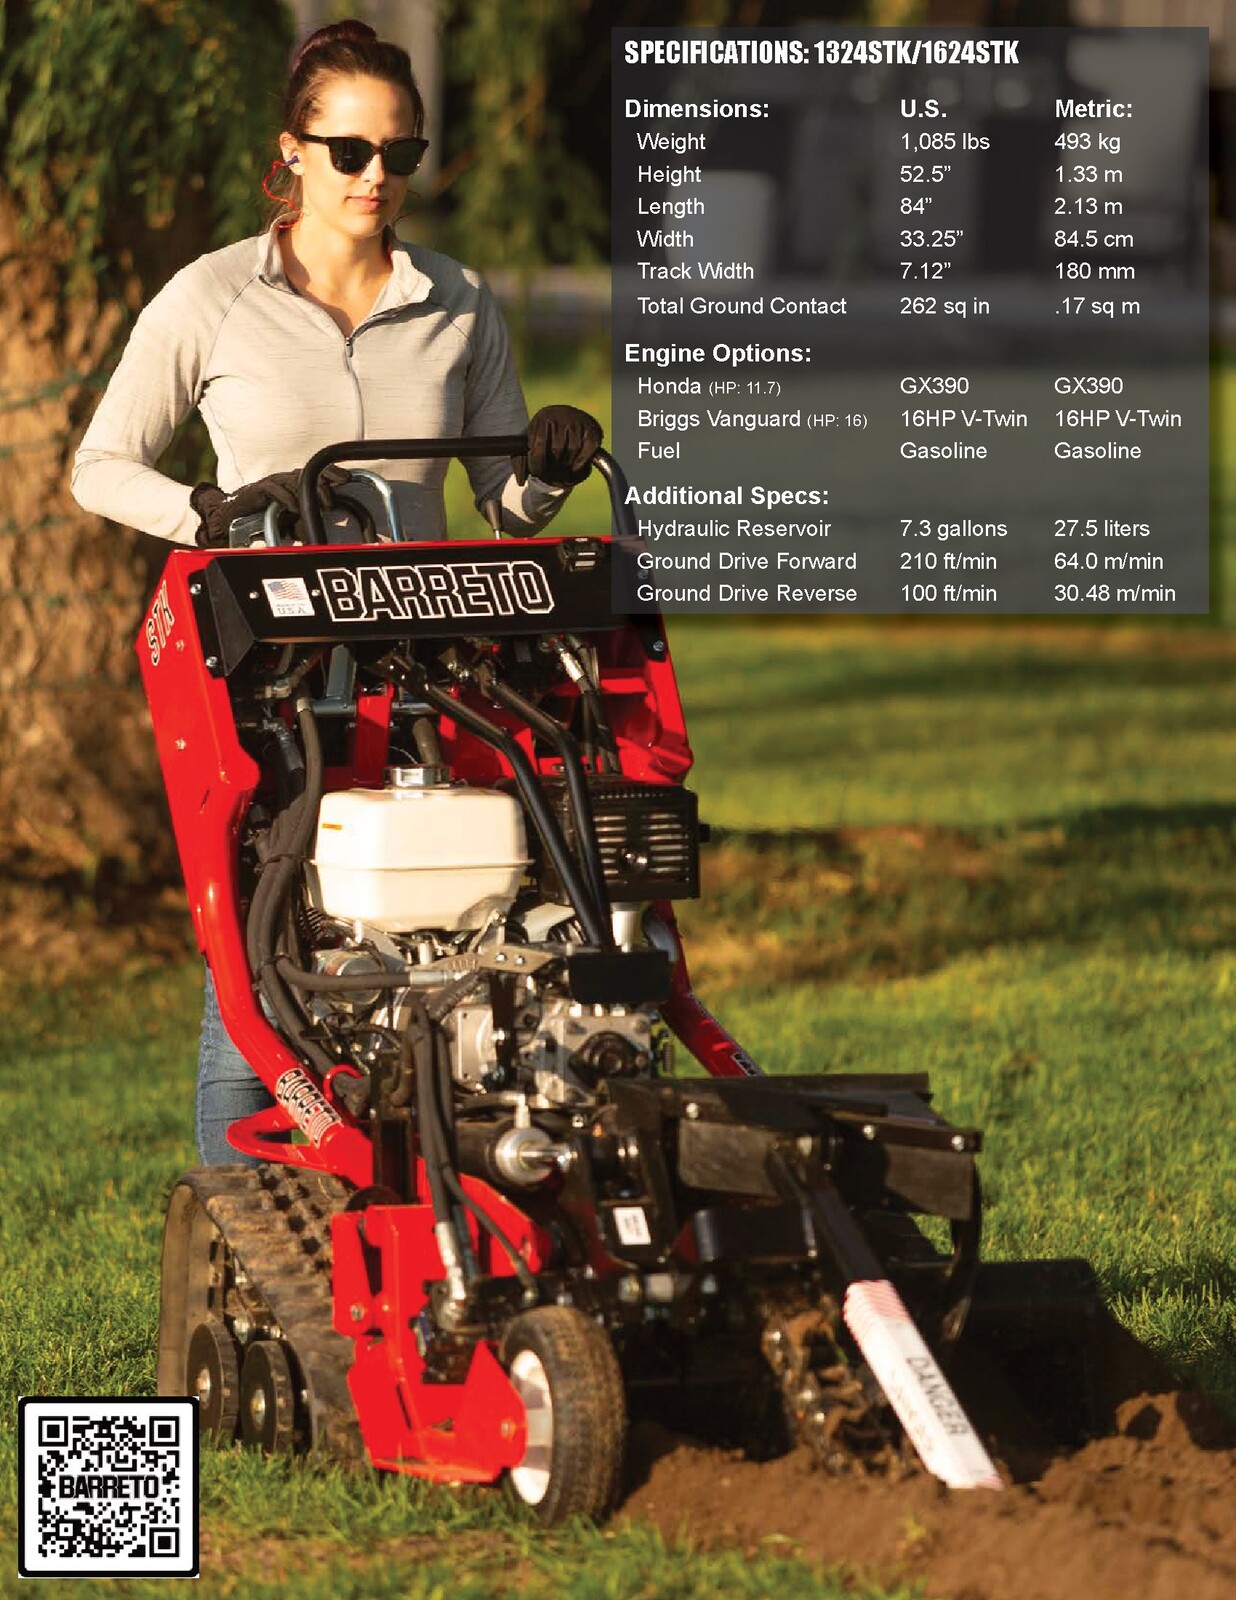 SPECIFICATIONS: 1324STK/1624STK
Dimensions: U.S. Metric:
Weight 1,085 lbs 493 kg
Height 52.5” 1.33 m
Length 84” 2.13 m
Width 33.25” 84.5 cm
Track Width 7.12” 180 mm
Total Ground Contact 262 sq in .17 sq m
Engine Options:
Honda (HP: 11.7) GX390 GX390
Briggs Vanguard (HP: 16) 16HP V-Twin 16HP V-Twin
Fuel Gasoline Gasoline
Additional Specs:
Hydraulic Reservoir 7.3 gallons 27.5 liters
Ground Drive Forward 210 ft/min 64.0 m/min
Ground Drive Reverse 100 ft/min 30.48 m/min
STK
U.S.A.
BARRETO
BARRETO
DANGER
BARRETO